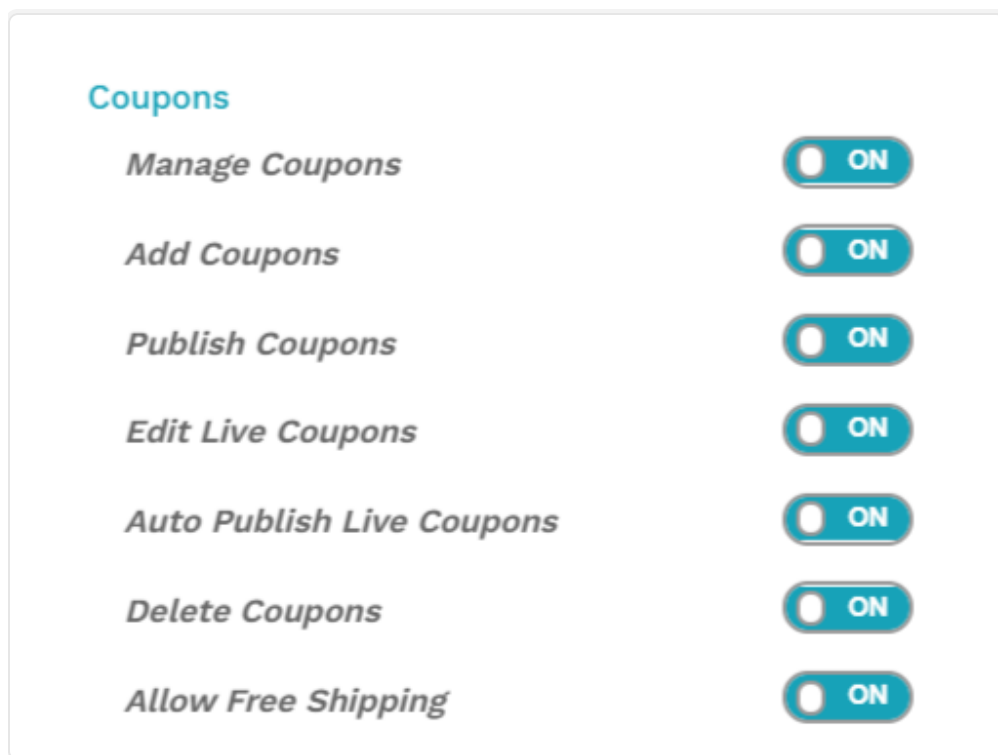 Coupons
Manage Coupons ON
Add Coupons ON
Publish Coupons ON
Edit Live Coupons ON
Auto Publish Live Coupons ON
Delete Coupons ON
Allow Free Shipping ON